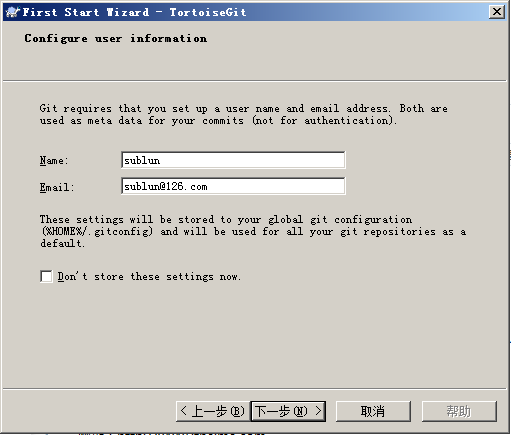 First Start Wizard - TortoiseGit
Configure user information
Git requires that you set up a user name and email address. Both are
used as meta data for your commits (not for authentication).
Name: sublun
Email: sublun@126.com
These settings will be stored to your global git configuration
(%HOME%/.gitconfig) and will be used for all your git repositories as a
default.
Don't store these settings now.
< 上一步(B) 下一步(N) > 取消 帮助